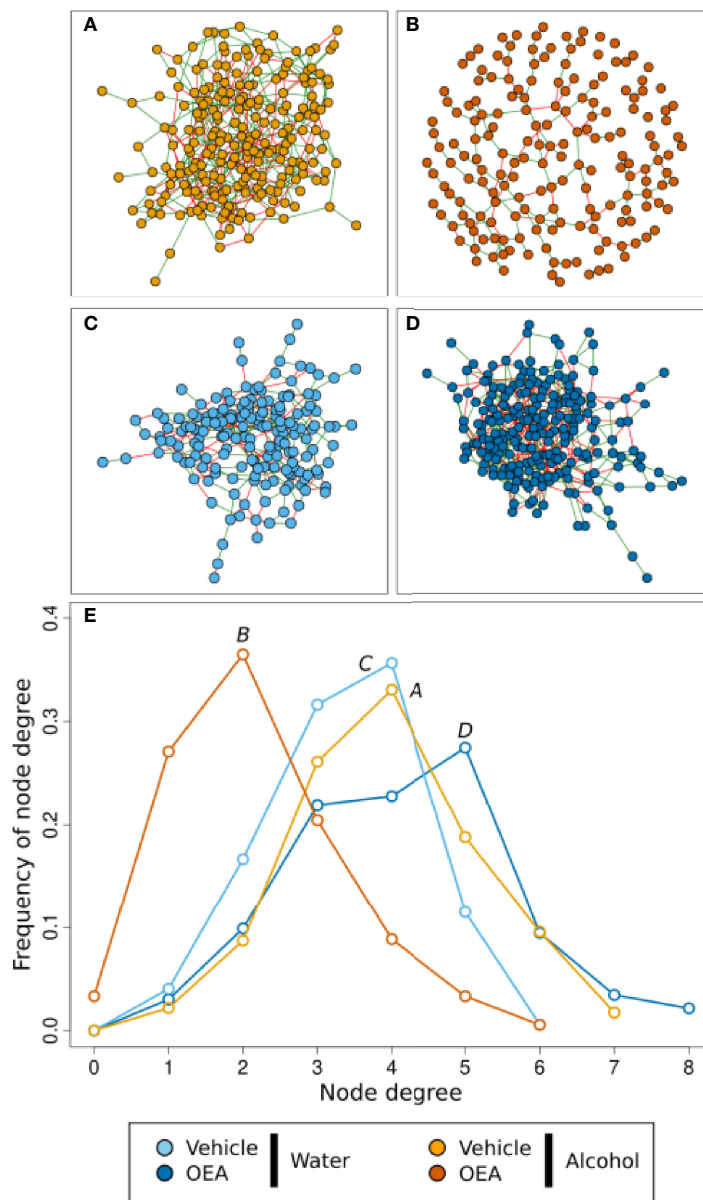 A
B
C
D
E
0.4
0.3
0.2
0.1
0.0
Frequency of node degree
B
C
A
D
0 1 2 3 4 5 6 7 8
Node degree
Vehicle
OEA
Water
Vehicle
OEA
Alcohol